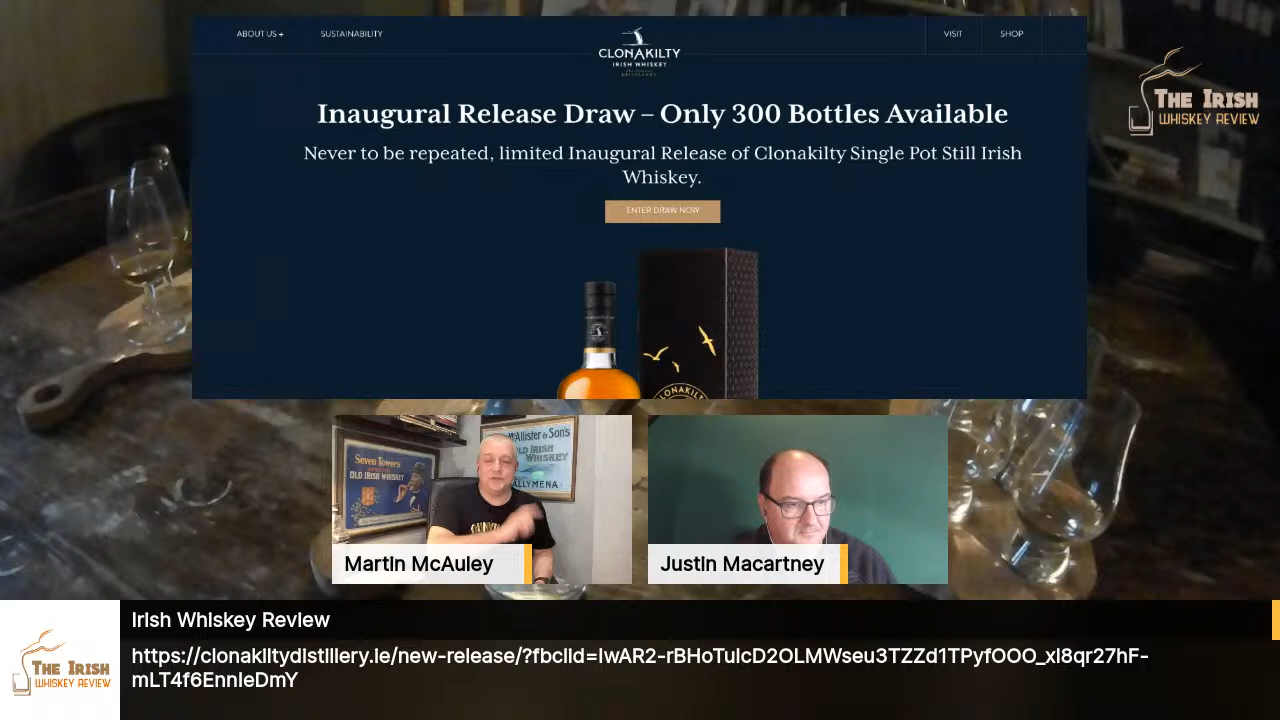 ABOUT US +
SUSTAINABILITY
CLONAKILTY
IRISH WHISKEY
DISTILLERY
VISIT
SHOP
Inaugural Release Draw – Only 300 Bottles Available
Never to be repeated, limited Inaugural Release of Clonakilty Single Pot Still Irish
Whiskey.
ENTER DRAW NOW
THE IRISH
WHISKEY REVIEW
CLONAKILTY
SEVEN TOWERS
OLD IRISH WHISKEY
McAllister & Son's
OLD IRISH
WHISKEY
BALLYMENA
Martin McAuley
Justin Macartney
Irish Whiskey Review
THE IRISH
WHISKEY REVIEW
https://clonakiltydistillery.ie/new-release/?fbclid=IwAR2-rBHoTulcD2OLMWseu3TZZd1TPyfOOO_xl8qr27hF-
mLT4f6EnnleDmY